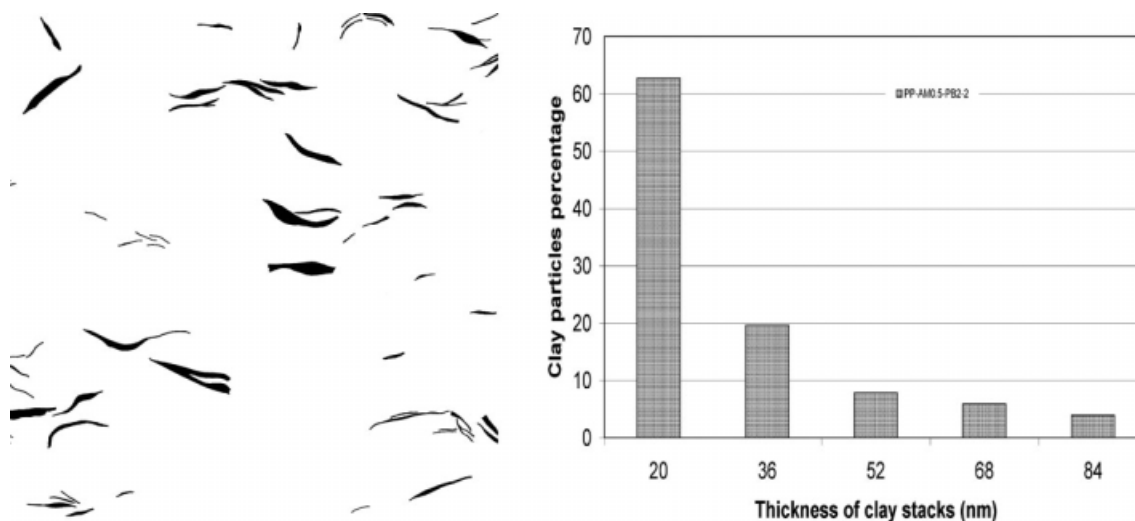 70
60
50
40
30
20
10
0
Clay particles percentage
PP-AM0.5-PB2-2
20 36 52 68 84
Thickness of clay stacks (nm)